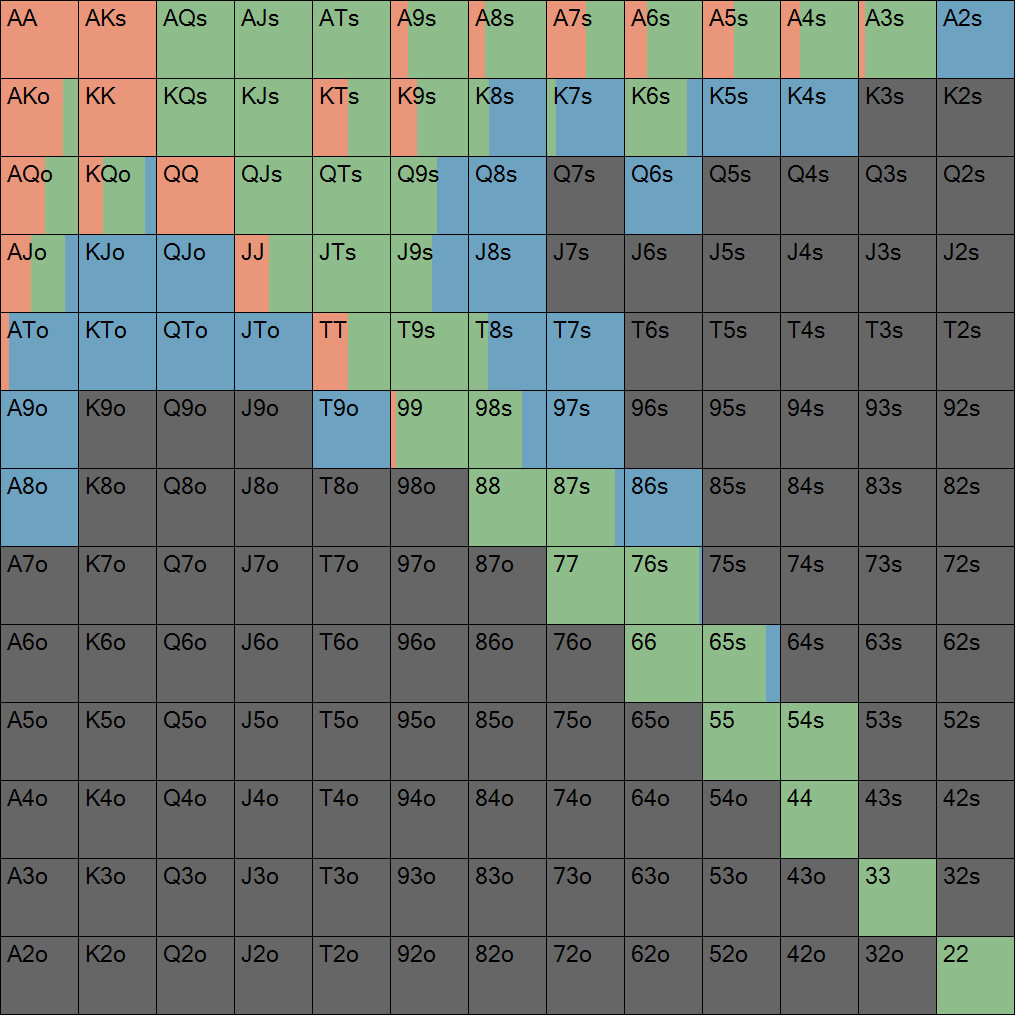 AA AKs AQs AJs ATs A9s A8s A7s A6s A5s A4s A3s A2s
AKo KK KQs KJs KTs K9s K8s K7s K6s K5s K4s K3s K2s
AQo KQo QQ QJs QTs Q9s Q8s Q7s Q6s Q5s Q4s Q3s Q2s
AJo KJo QJo JJ JTs J9s J8s J7s J6s J5s J4s J3s J2s
ATo KTo QTo JTo TT T9s T8s T7s T6s T5s T4s T3s T2s
A9o K9o Q9o J9o T9o 99 98s 97s 96s 95s 94s 93s 92s
A8o K8o Q8o J8o T8o 98o 88 87s 86s 85s 84s 83s 82s
A7o K7o Q7o J7o T7o 97o 87o 77 76s 75s 74s 73s 72s
A6o K6o Q6o J6o T6o 96o 86o 76o 66 65s 64s 63s 62s
A5o K5o Q5o J5o T5o 95o 85o 75o 65o 55 54s 53s 52s
A4o K4o Q4o J4o T4o 94o 84o 74o 64o 54o 44 43s 42s
A3o K3o Q3o J3o T3o 93o 83o 73o 63o 53o 43o 33 32s
A2o K2o Q2o J2o T2o 92o 82o 72o 62o 52o 42o 32o 22